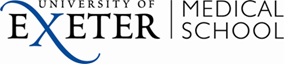 UNIVERSITY OF
EXETER
MEDICAL
SCHOOL